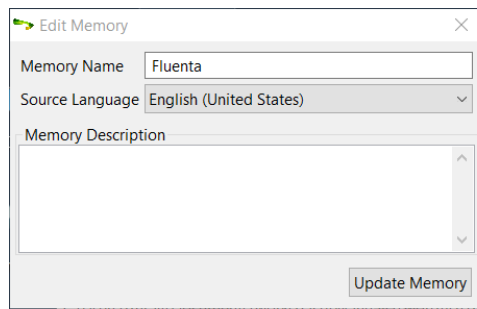 Edit Memory
Memory Name Fluenta
Source Language English (United States)
Memory Description
Update Memory